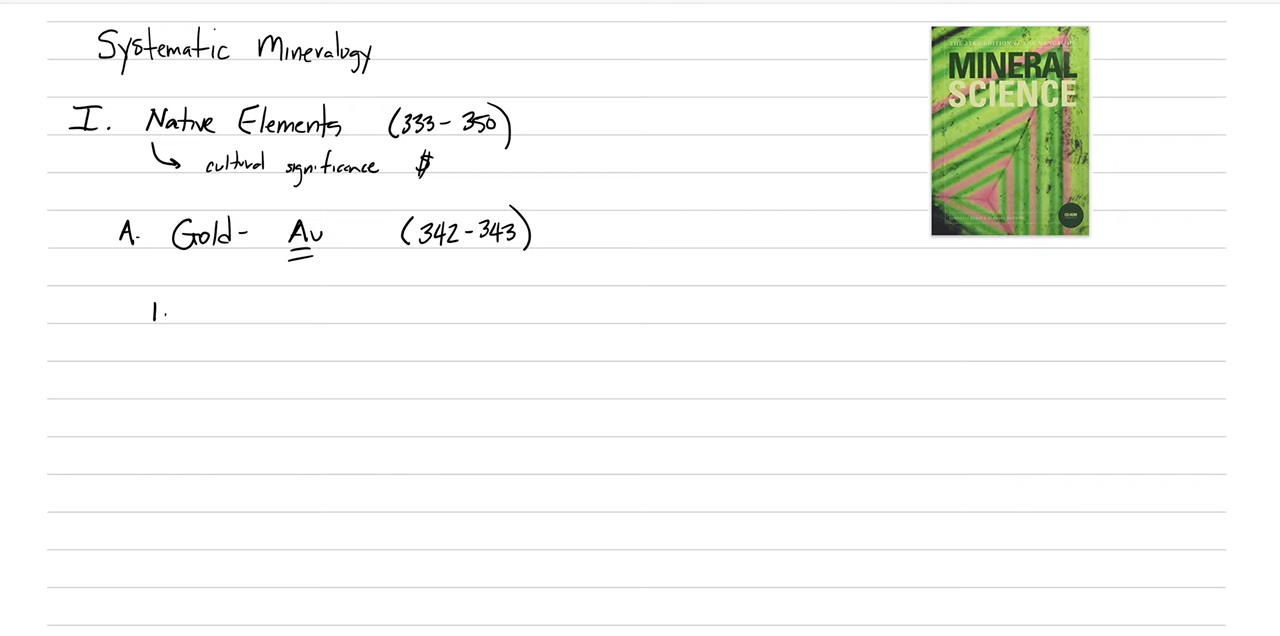 Systematic Mineralogy
I. Native Elements (333-350)
↳ cultural significance $
A. Gold- Au (342-343)
1.
MINERAL
SCIENCE